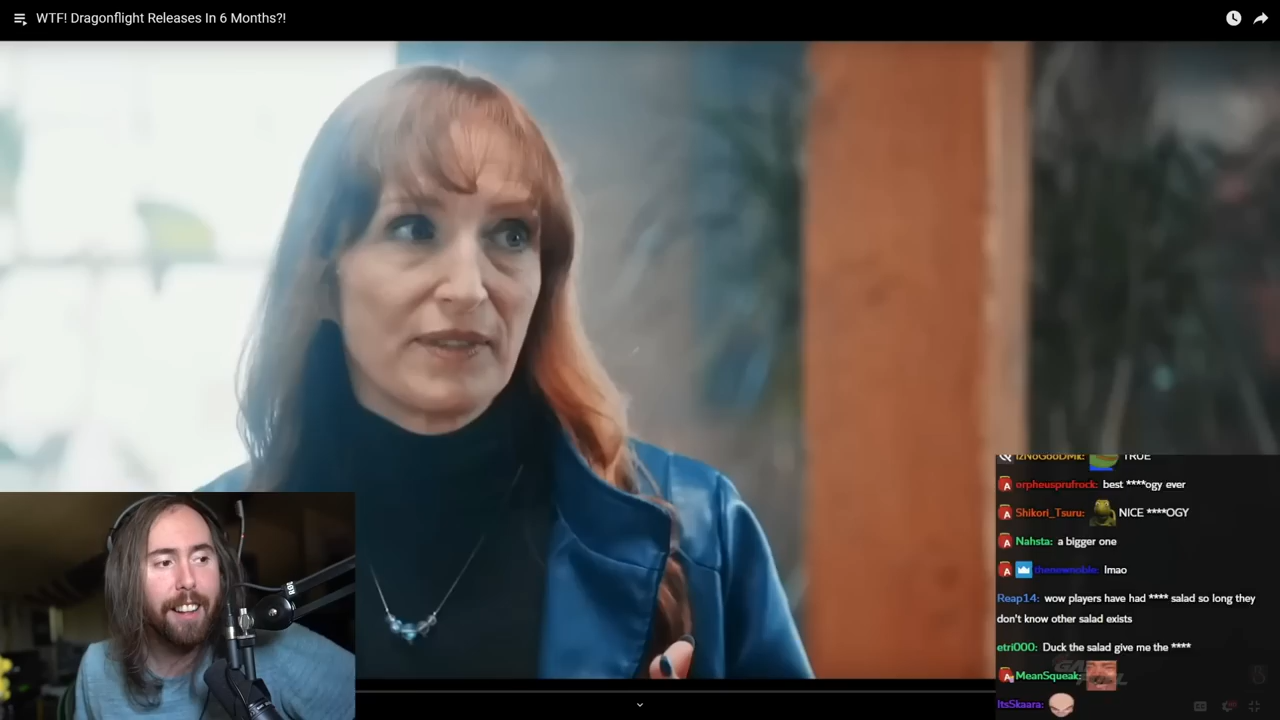 WTF! Dragonflight Releases In 6 Months?!
TRUE
orpheusprufrock: best ****ogy ever
Shikori_Tsuru: NICE ****OGY
Nahsta: a bigger one
thenewnoble: lmao
Reap14: wow players have had **** salad so long they
don't know other salad exists
etri000: Duck the salad give me the ****
MeanSqueak:
ItsSkaara: